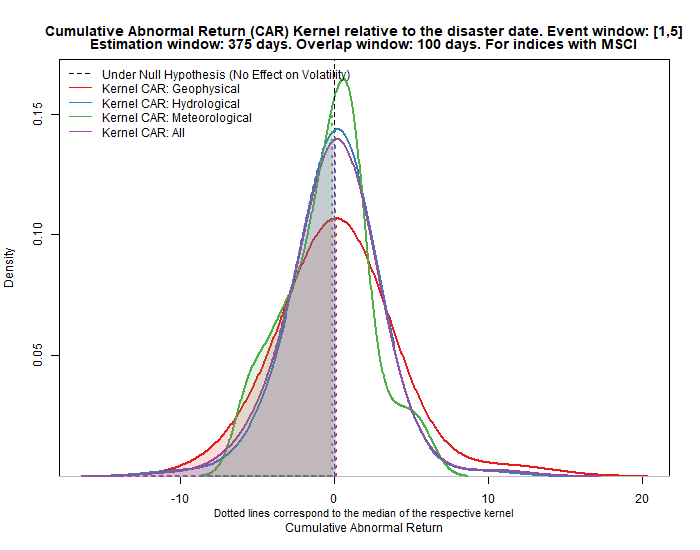 Cumulative Abnormal Return (CAR) Kernel relative to the disaster date. Event window: [1,5]
Estimation window: 375 days. Overlap window: 100 days. For indices with MSCI
Under Null Hypothesis (No Effect on Volatility)
Kernel CAR: Geophysical
Kernel CAR: Hydrological
Kernel CAR: Meteorological
Kernel CAR: All
0.15
0.10
0.05
Density
-10 0 10 20
Dotted lines correspond to the median of the respective kernel
Cumulative Abnormal Return